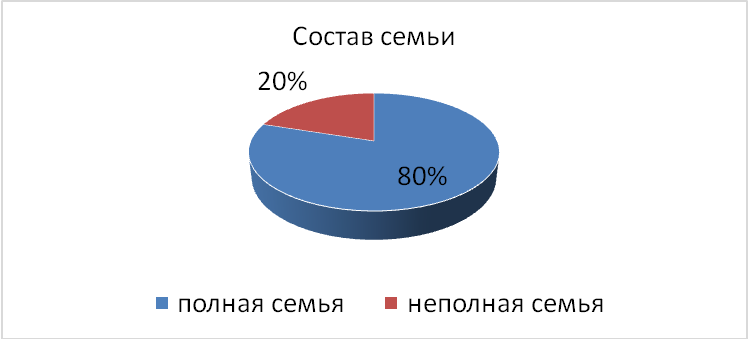 Состав семьи
20%
80%
полная семья неполная семья